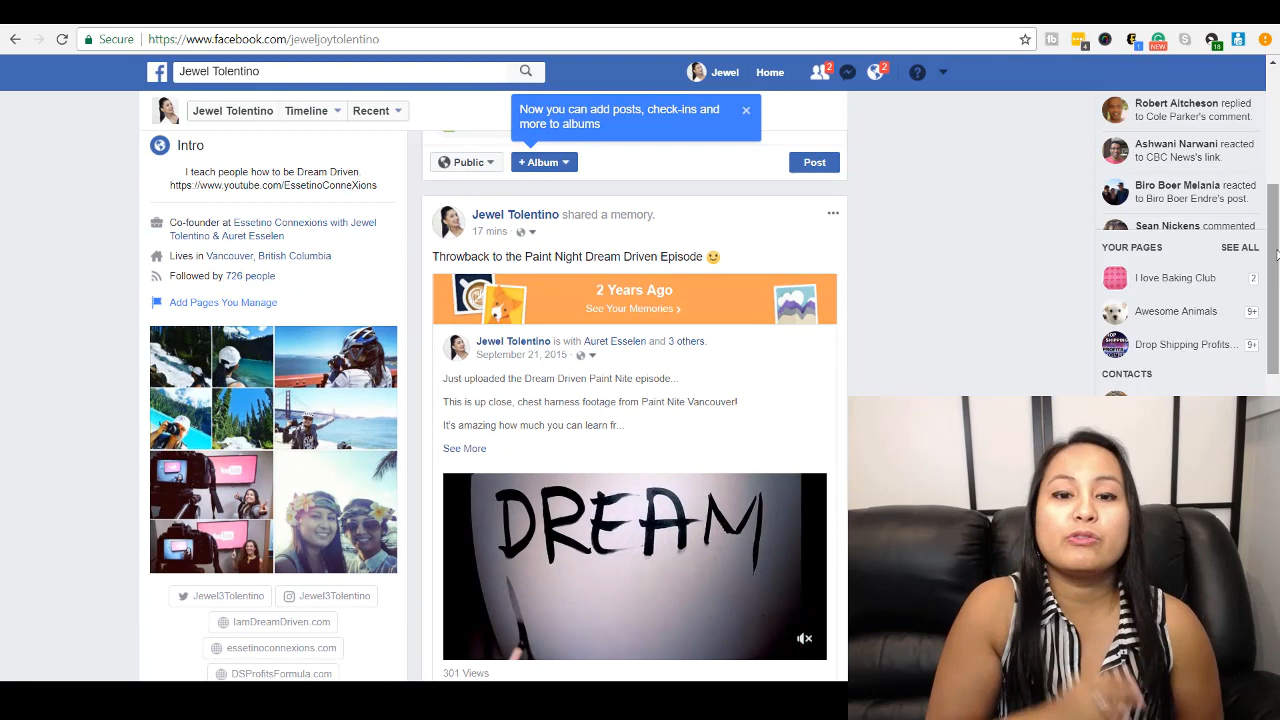 Secure
https://www.facebook.com/jeweljoytolentino
4
1
NEW
18
Jewel Tolentino
Jewel
Home
2
2
Jewel Tolentino
Timeline
Recent
Now you can add posts, check-ins and
more to albums
Public
+ Album
Post
Intro
I teach people how to be Dream Driven.
https://www.youtube.com/EssetinoConneXions
Co-founder at Essetino Connexions with Jewel
Tolentino & Auret Esselen
Lives in Vancouver, British Columbia
Followed by 726 people
Add Pages You Manage
Jewel3Tolentino
Jewel3Tolentino
IamDreamDriven.com
essetinoconnexions.com
DSProfitsFormula.com
Jewel Tolentino shared a memory.
17 mins
Throwback to the Paint Night Dream Driven Episode
2 Years Ago
See Your Memories
Jewel Tolentino is with Auret Esselen and 3 others.
September 21, 2015
Just uploaded the Dream Driven Paint Nite episode...
This is up close, chest harness footage from Paint Nite Vancouver!
It's amazing how much you can learn fr...
See More
DREAM
301 Views
Robert Aitcheson replied
to Cole Parker's comment.
Ashwani Narwani reacted
to CBC News's link.
Biro Boer Melania reacted
to Biro Boer Endre's post.
Sean Nickens commented
YOUR PAGES
SEE ALL
I love Baking Club
2
Awesome Animals
9+
Drop Shipping Profits...
9+
CONTACTS